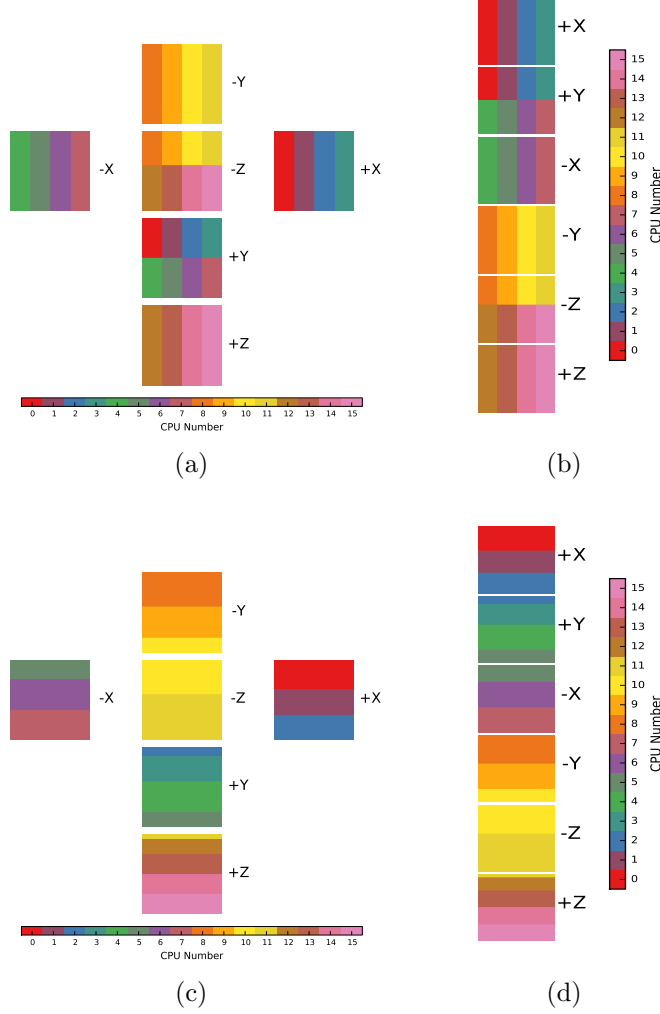 -Y
-X
-Z
+X
+Y
+Z
0 1 2 3 4 5 6 7 8 9 10 11 12 13 14 15
CPU Number
(a)
+X
+Y
-X
-Y
-Z
+Z
15
14
13
12
11
10
9
8
7
6
5
4
3
2
1
0
CPU Number
(b)
-Y
-X
-Z
+X
+Y
+Z
0 1 2 3 4 5 6 7 8 9 10 11 12 13 14 15
CPU Number
(c)
+X
+Y
-X
-Y
-Z
+Z
15
14
13
12
11
10
9
8
7
6
5
4
3
2
1
0
CPU Number
(d)